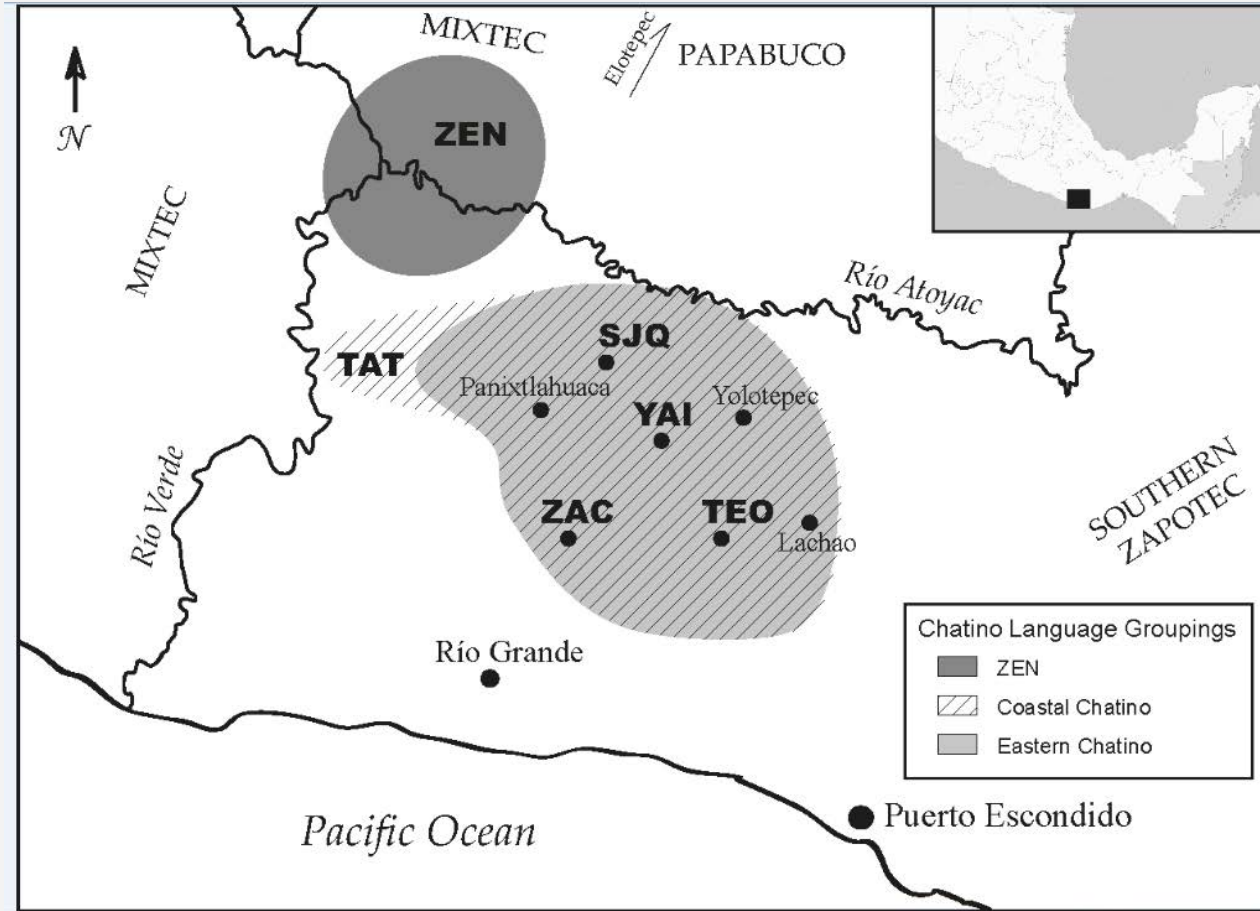 MIXTEC
Elotepec
PAPABUCO
N
ZEN
MIXTEC
Río Atoyac
SJQ
TAT
Panixtlahuaca
Yolotepec
YAI
Río Verde
ZAC
TEO
Lachao
SOUTHERN
ZAPOTEC
Río Grande
Chatino Language Groupings
ZEN
Coastal Chatino
Eastern Chatino
Puerto Escondido
Pacific Ocean